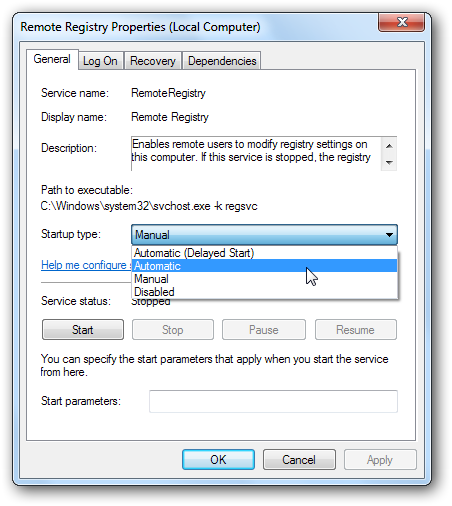 Remote Registry Properties (Local Computer)
General Log On Recovery Dependencies
Service name: RemoteRegistry
Display name: Remote Registry
Description: Enables remote users to modify registry settings on
this computer. If this service is stopped, the registry
Path to executable:
C:\Windows\system32\svchost.exe -k regsvc
Startup type: Manual
Automatic (Delayed Start)
Automatic
Help me configure
Manual
Disabled
Service status: Stopped
Start Stop Pause Resume
You can specify the start parameters that apply when you start the service
from here.
Start parameters:
OK Cancel Apply